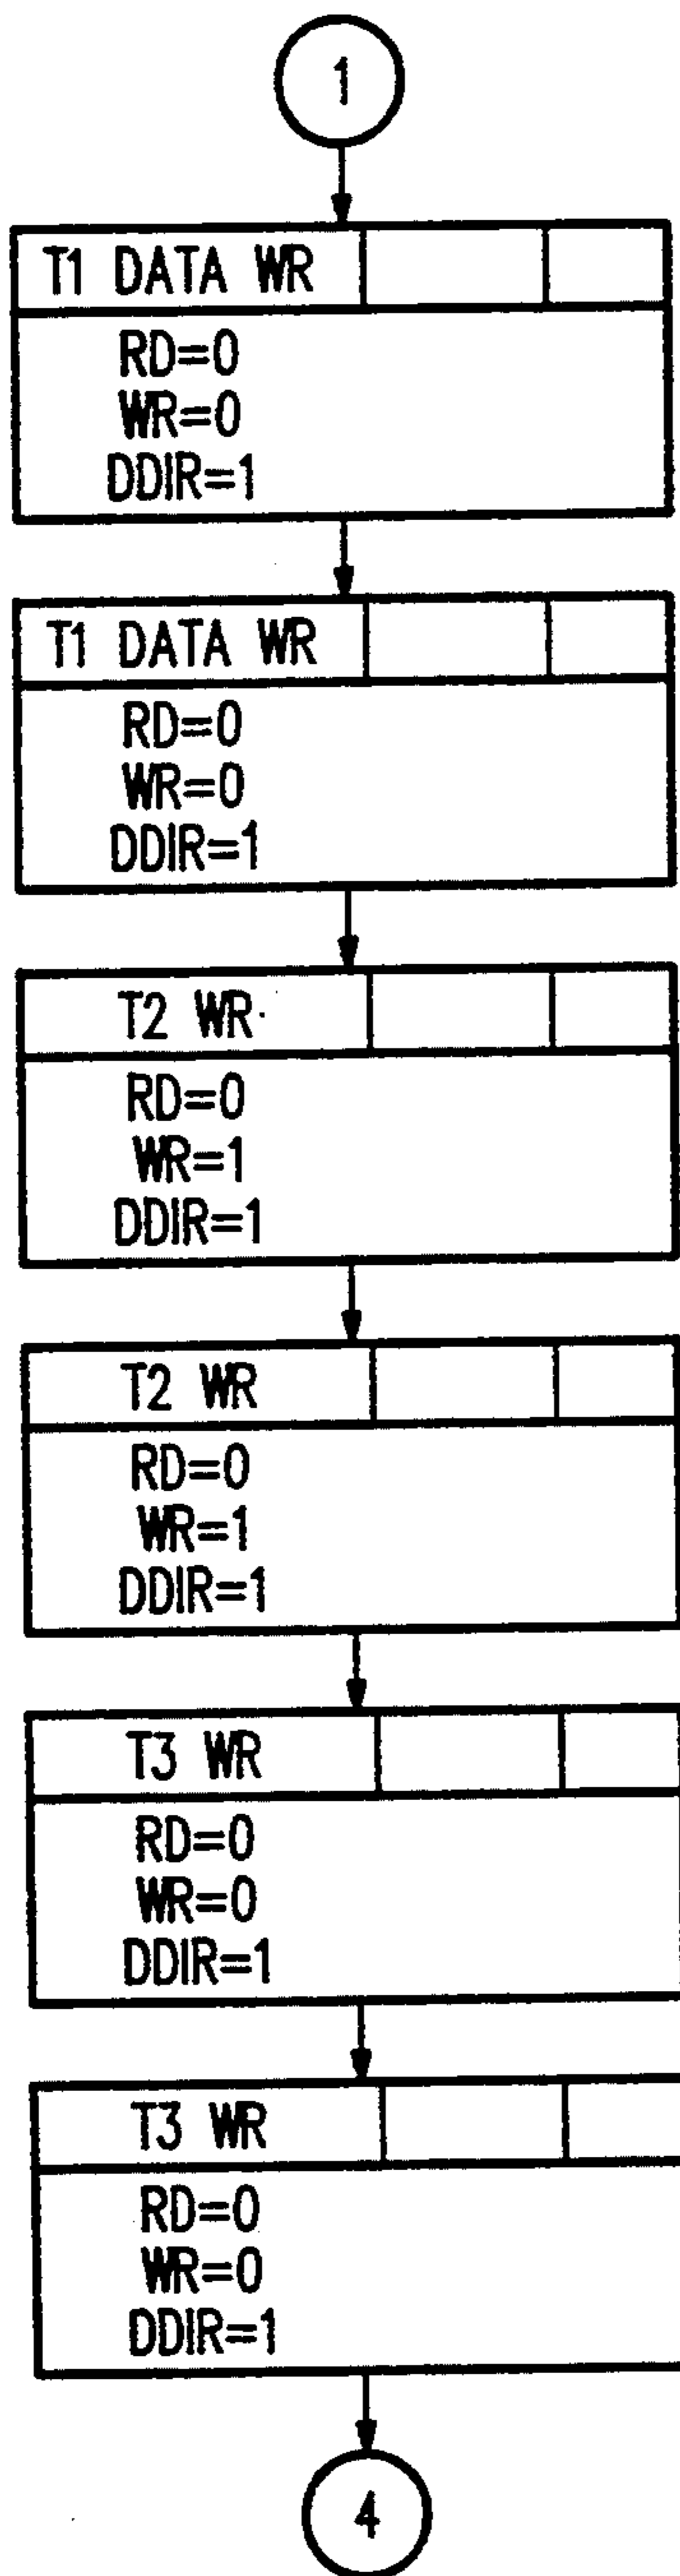 1
T1 DATA WR
RD=0
WR=0
DDIR=1
T1 DATA WR
RD=0
WR=0
DDIR=1
T2 WR
RD=0
WR=1
DDIR=1
T2 WR
RD=0
WR=1
DDIR=1
T3 WR
RD=0
WR=0
DDIR=1
T3 WR
RD=0
WR=0
DDIR=1
4